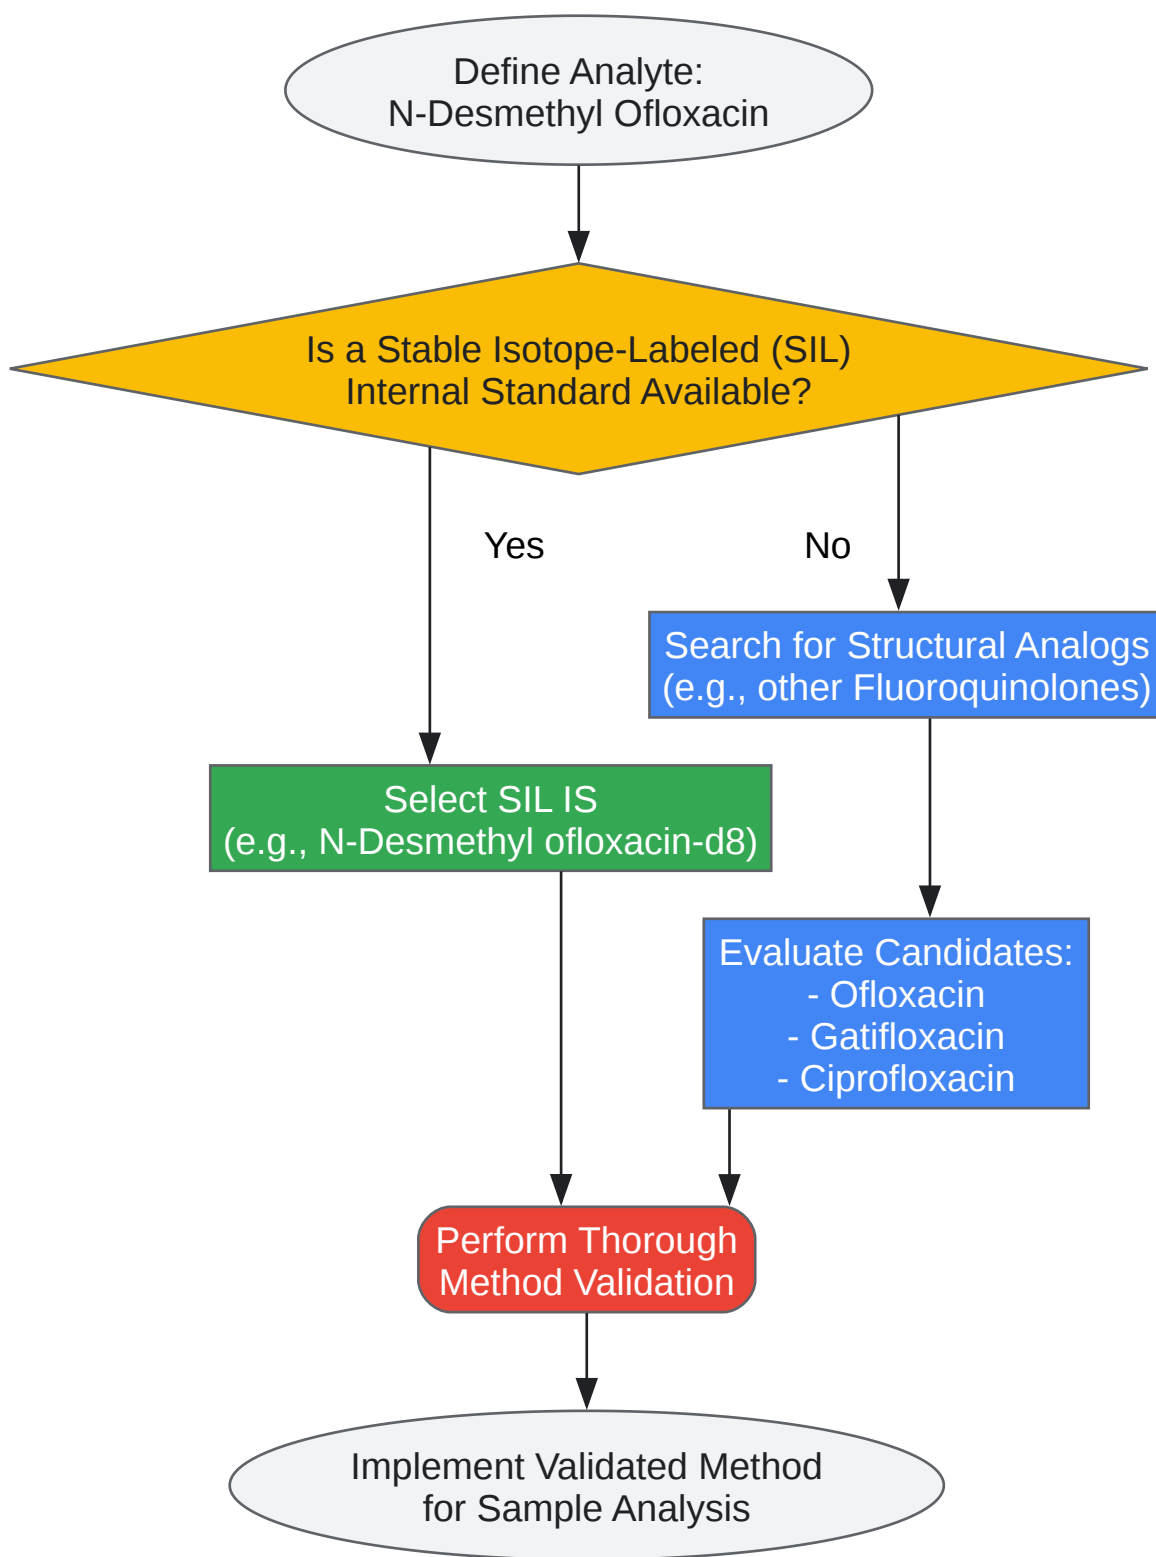 Define Analyte:
N-Desmethyl Ofloxacin
Is a Stable Isotope-Labeled (SIL)
Internal Standard Available?
Yes
No
Search for Structural Analogs
(e.g., other Fluoroquinolones)
Select SIL IS
(e.g., N-Desmethyl ofloxacin-d8)
Evaluate Candidates:
- Ofloxacin
- Gatifloxacin
- Ciprofloxacin
Perform Thorough
Method Validation
Implement Validated Method
for Sample Analysis